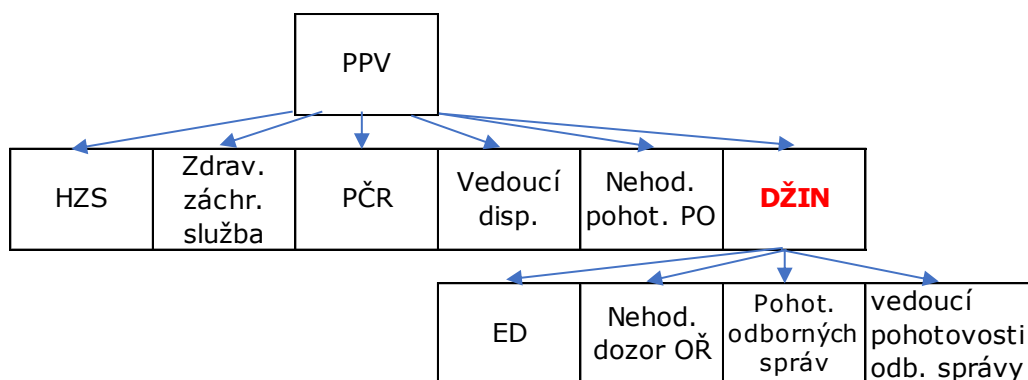 PPV
HZS
Zdrav.
záchr.
služba
PČR
Vedoucí
disp.
Nehod.
pohot. PO
DŽIN
ED
Nehod.
dozor OŘ
Pohot.
odborných
správ
vedoucí
pohotovosti
odb. správy